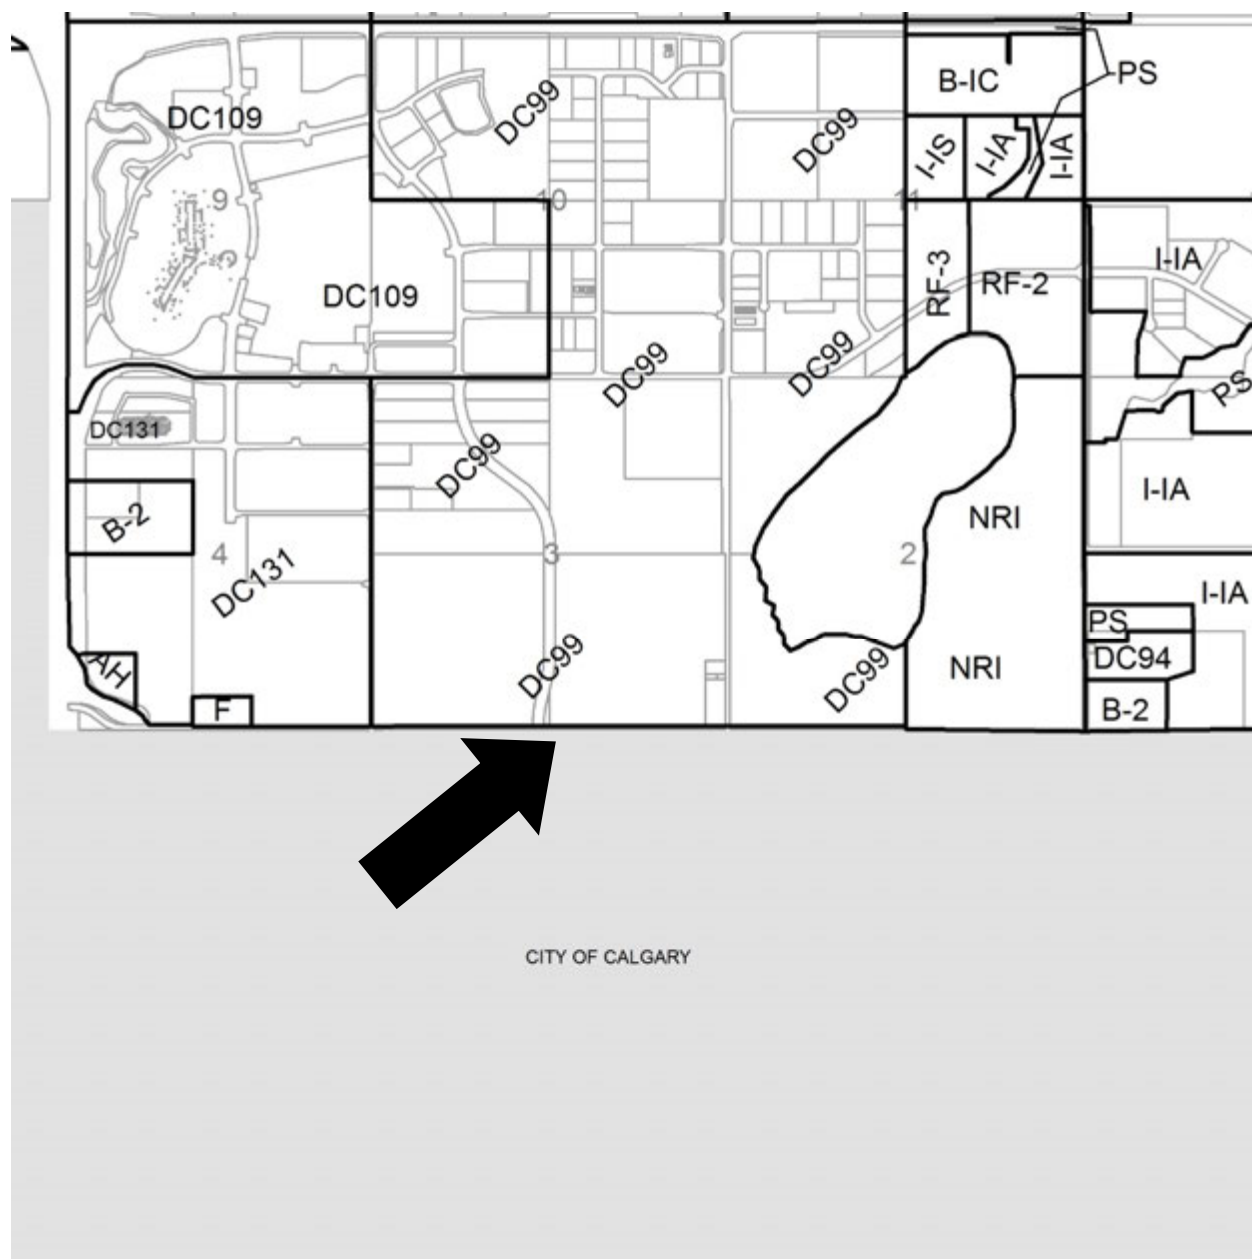 B-IC
PS
DC109
DC99
DC99
I-IS
I-IA
I-IA
9
10
11
DC109
RF-3
RF-2
I-IA
DC99
DC99
PS
DC131
DC99
B-2
NRI
I-IA
4
3
2
DC131
I-IA
PS
AH
DC99
DC99
NRI
DC94
F
B-2
CITY OF CALGARY